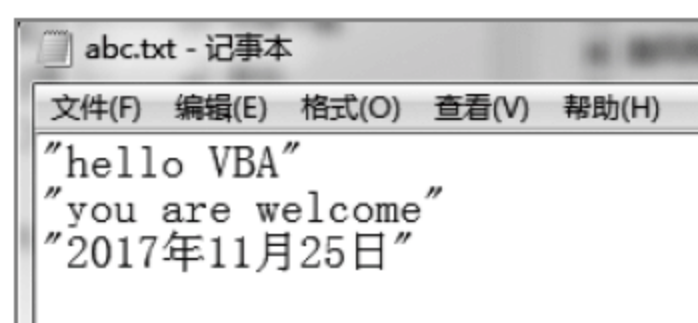 abc.txt - 记事本
文件(F) 编辑(E) 格式(O) 查看(V) 帮助(H)
"hello VBA"
"you are welcome"
"2017年11月25日"